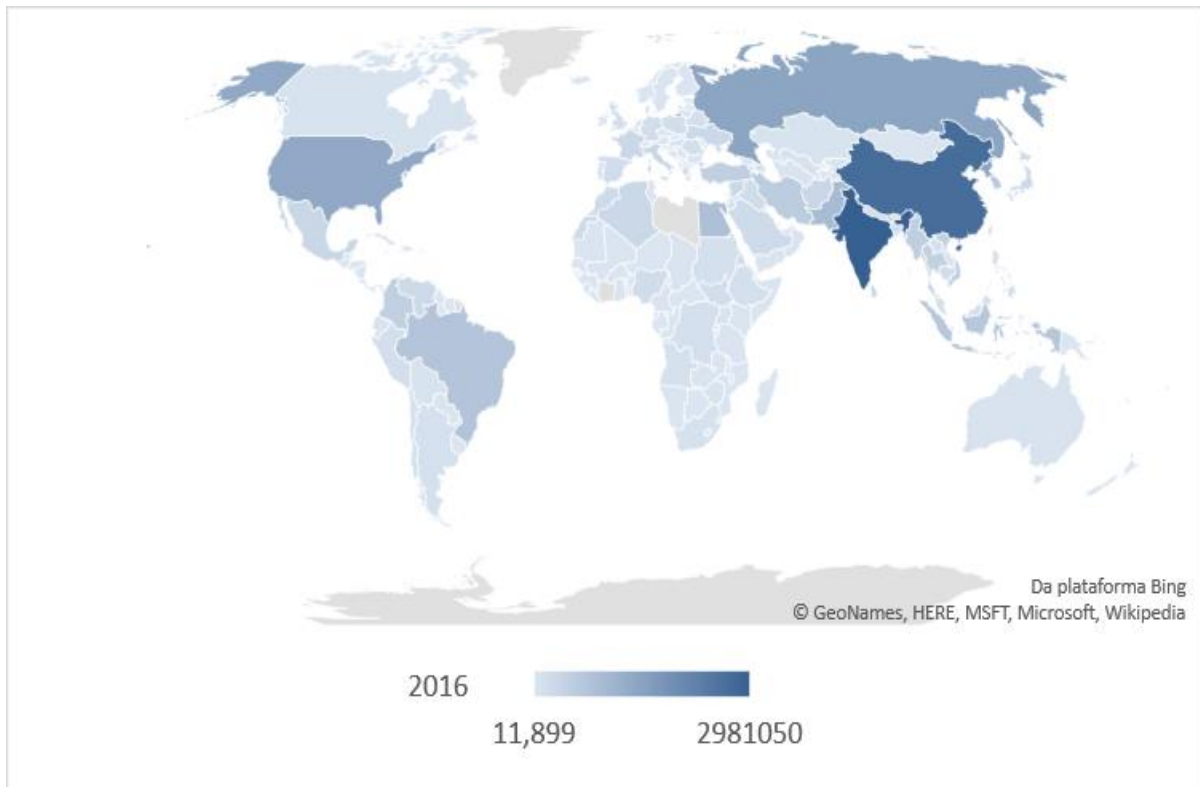 Da plataforma Bing
© GeoNames, HERE, MSFT, Microsoft, Wikipedia
2016
11,899
2981050